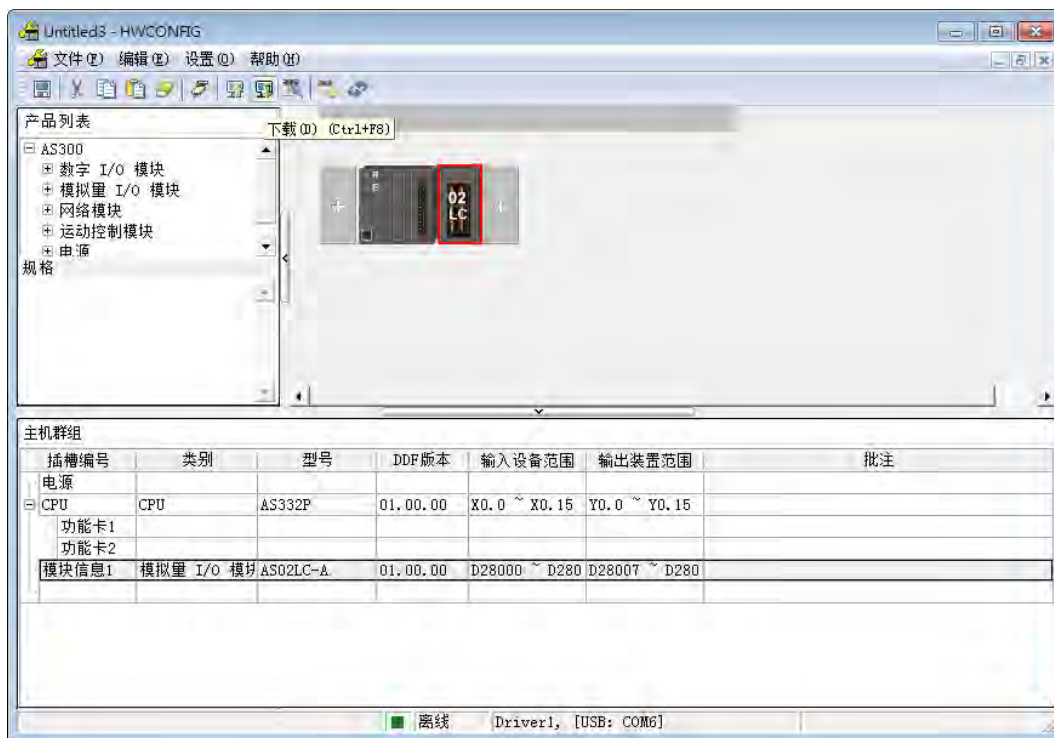 Untitled3 - HWCONFIG
文件(F) 编辑(E) 设置(O) 帮助(H)
产品列表
下载(D) (Ctrl+F8)
AS300
数字 I/O 模块
模拟量 I/O 模块
网络模块
运动控制模块
电源
规格
02
LC
主机群组
插槽编号 类别 型号 DDF版本 输入设备范围 输出装置范围 批注
电源
CPU CPU AS332P 01.00.00 X0.0 ~ X0.15 Y0.0 ~ Y0.15
功能卡1
功能卡2
模块信息1 模拟量 I/O 模块 AS02LC-A 01.00.00 D28000 ~ D280 D28007 ~ D280
离线 Driver1, [USB: COM6]